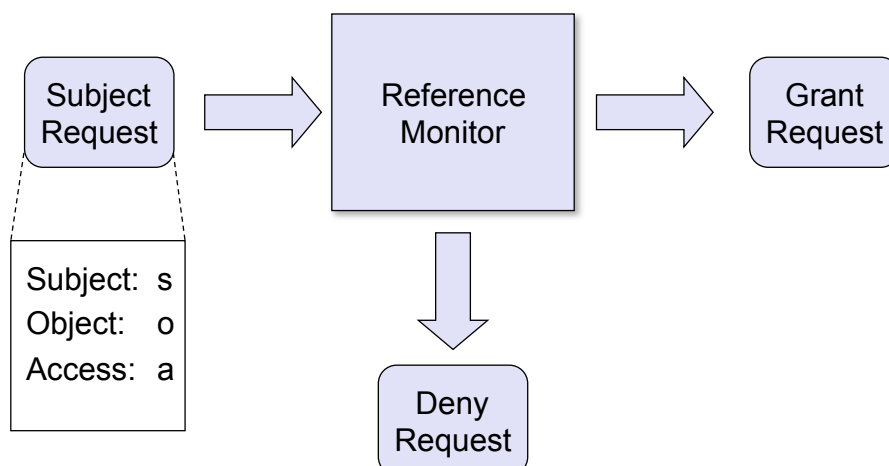 Subject
Request
Reference
Monitor
Grant
Request
Subject: s
Object: o
Access: a
Deny
Request